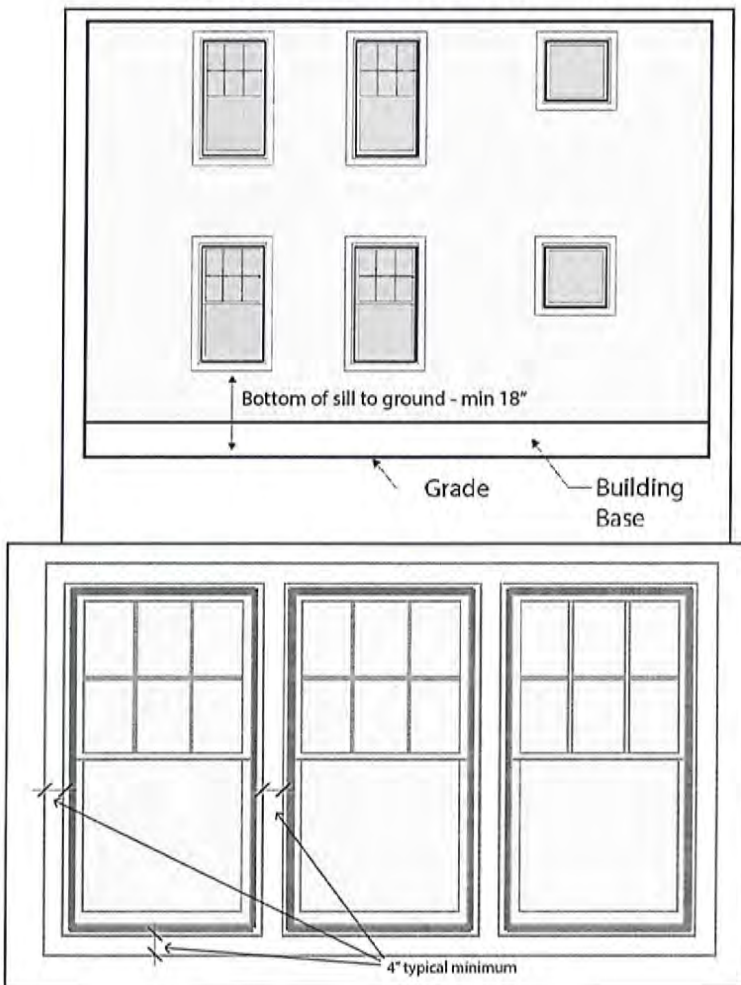 Bottom of sill to ground - min 18"
Grade
Building
Base
4" typical minimum